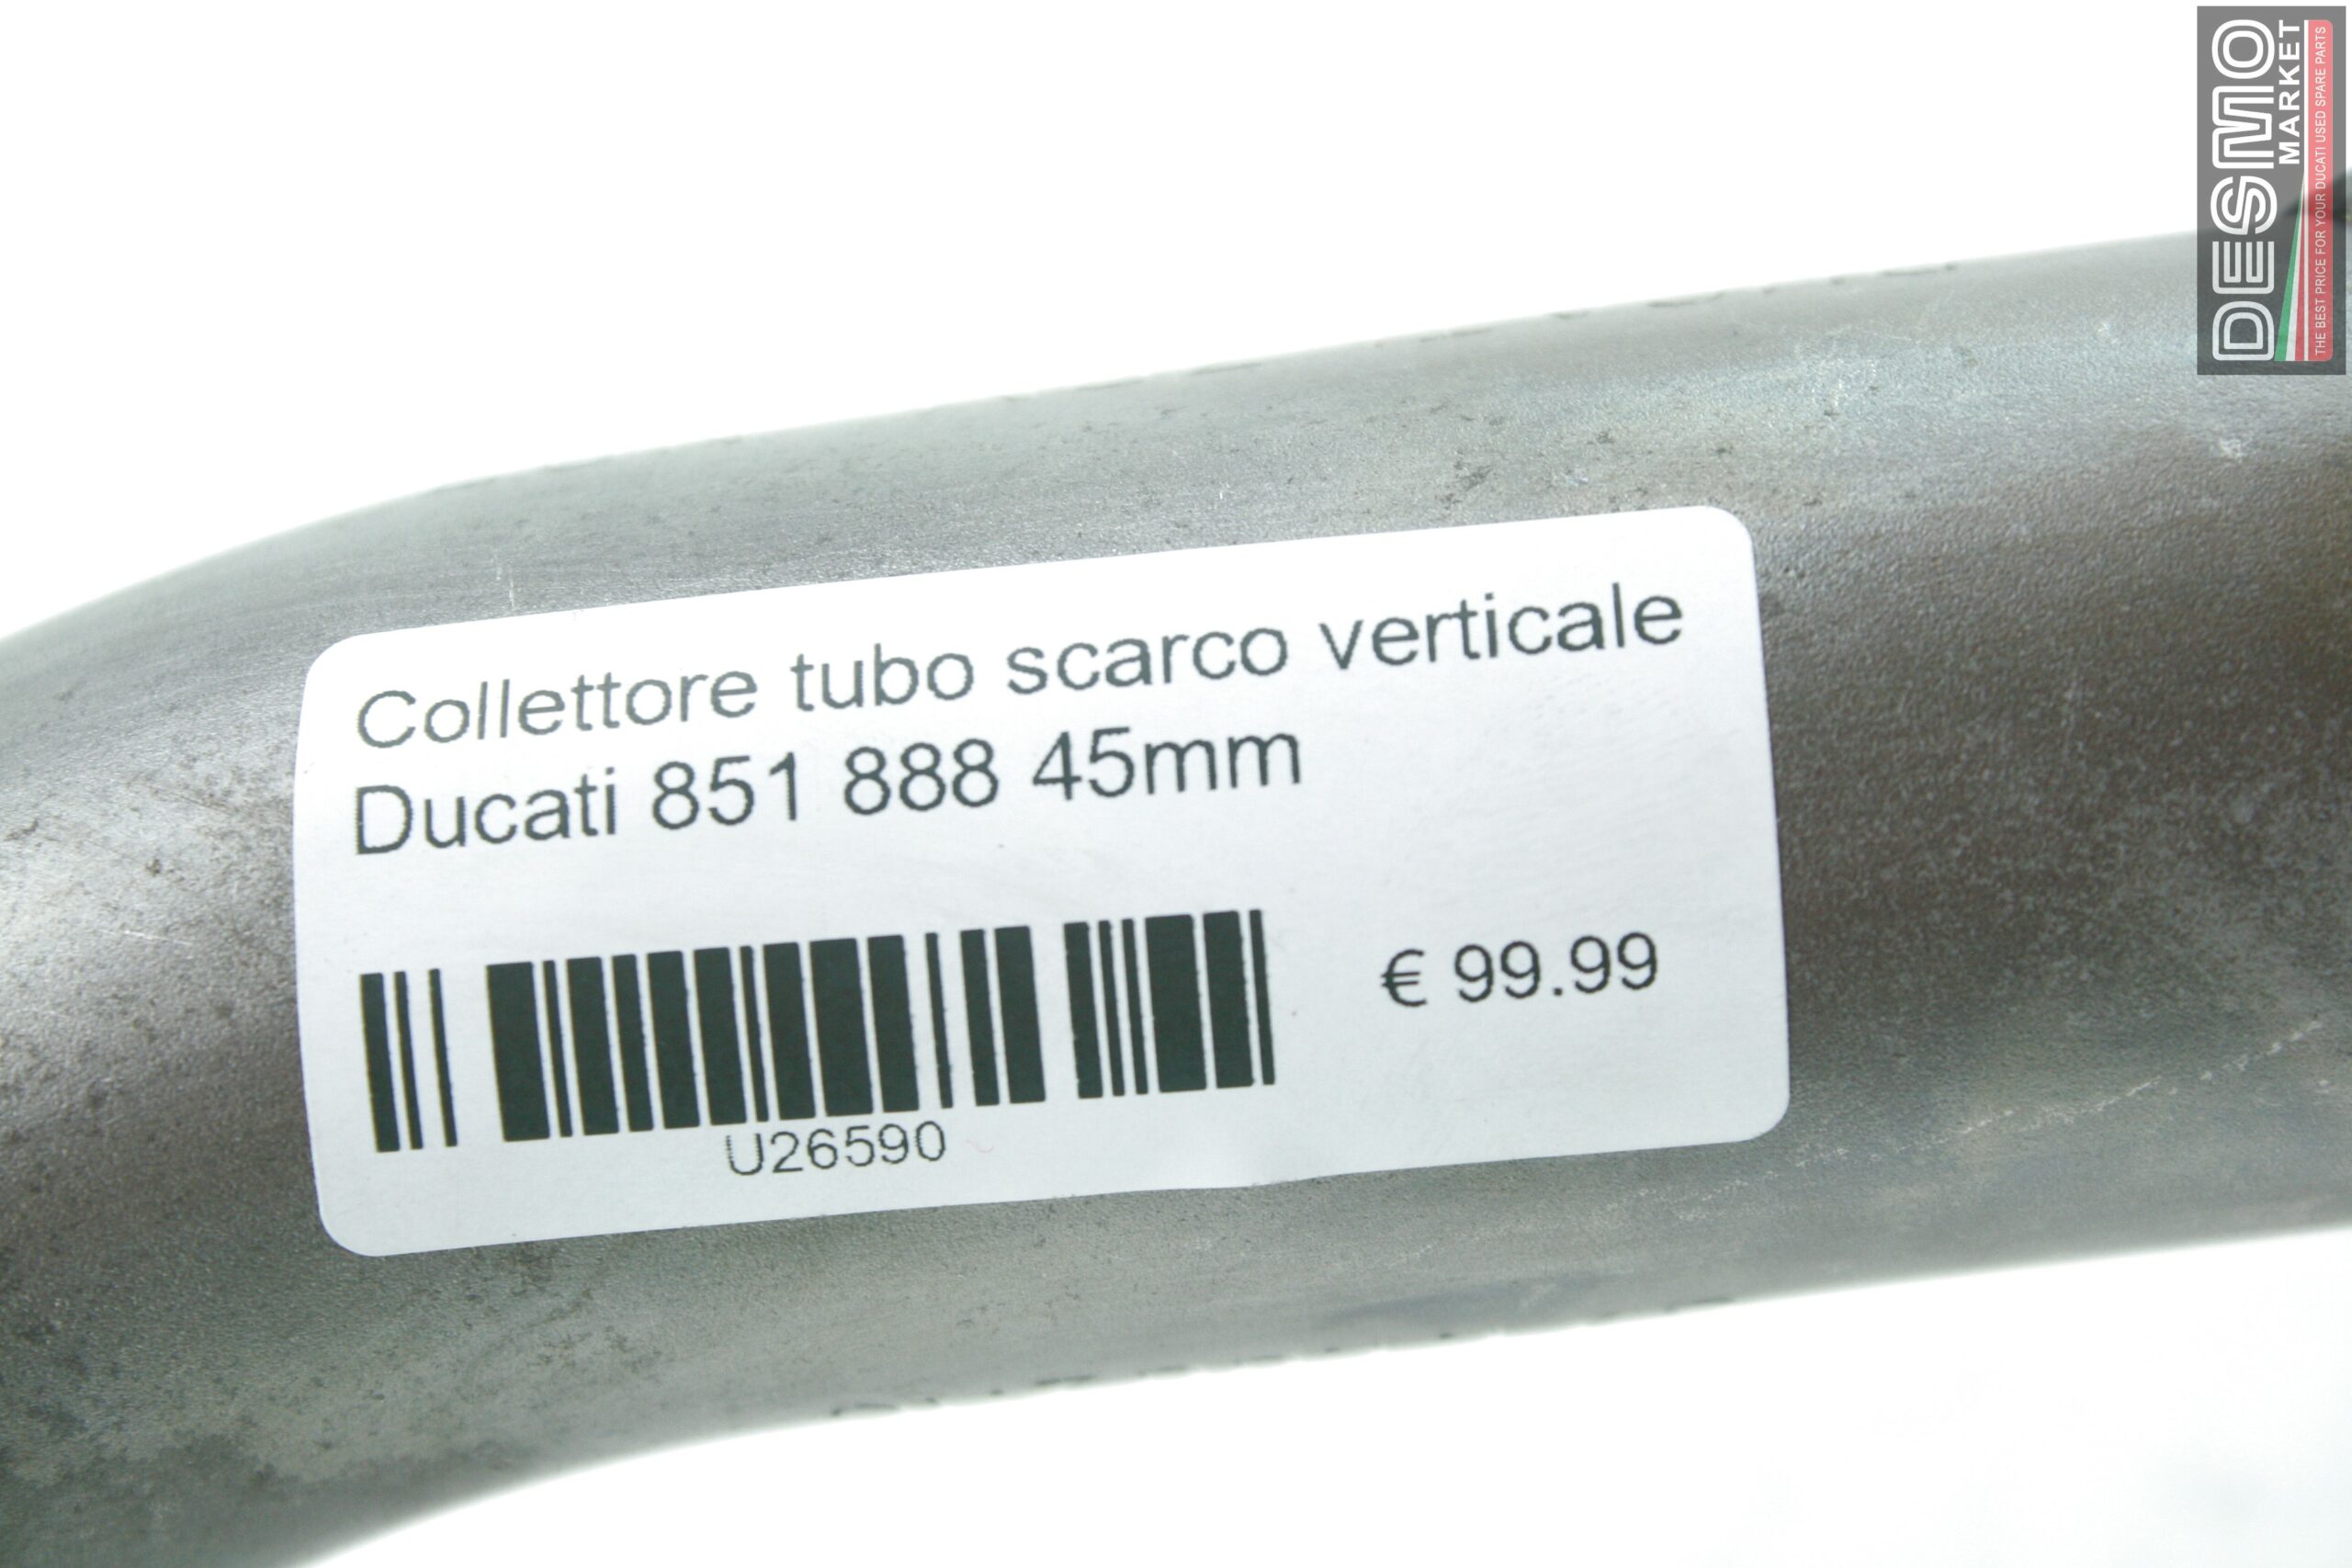 Collettore tubo scarco verticale
Ducati 851 888 45mm
€ 99.99
U26590
DESMO
MARKET
THE BEST PRICE FOR YOUR DUCATI USED SPARE PARTS